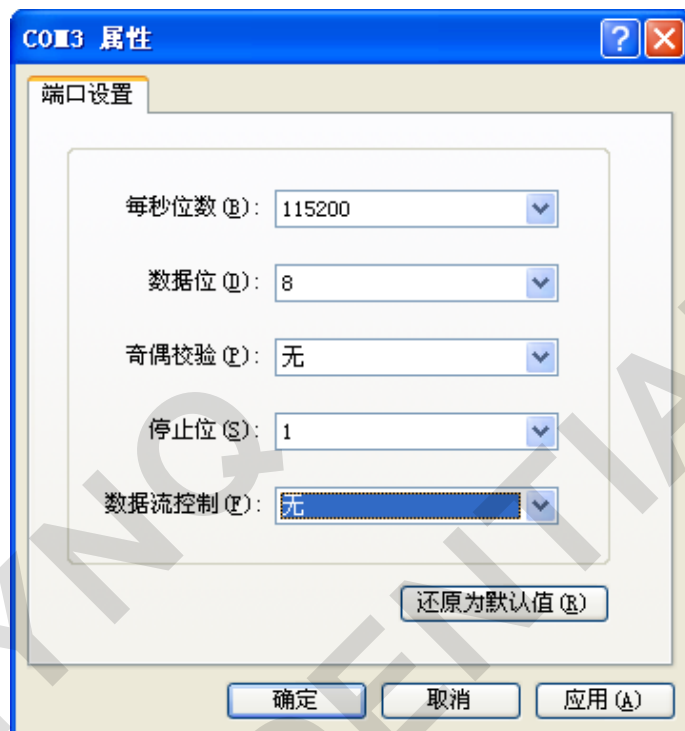 COM3 属性
端口设置
每秒位数(B): 115200
数据位(D): 8
奇偶校验(P): 无
停止位(S): 1
数据流控制(F): 无
还原为默认值(R)
确定 取消 应用(A)